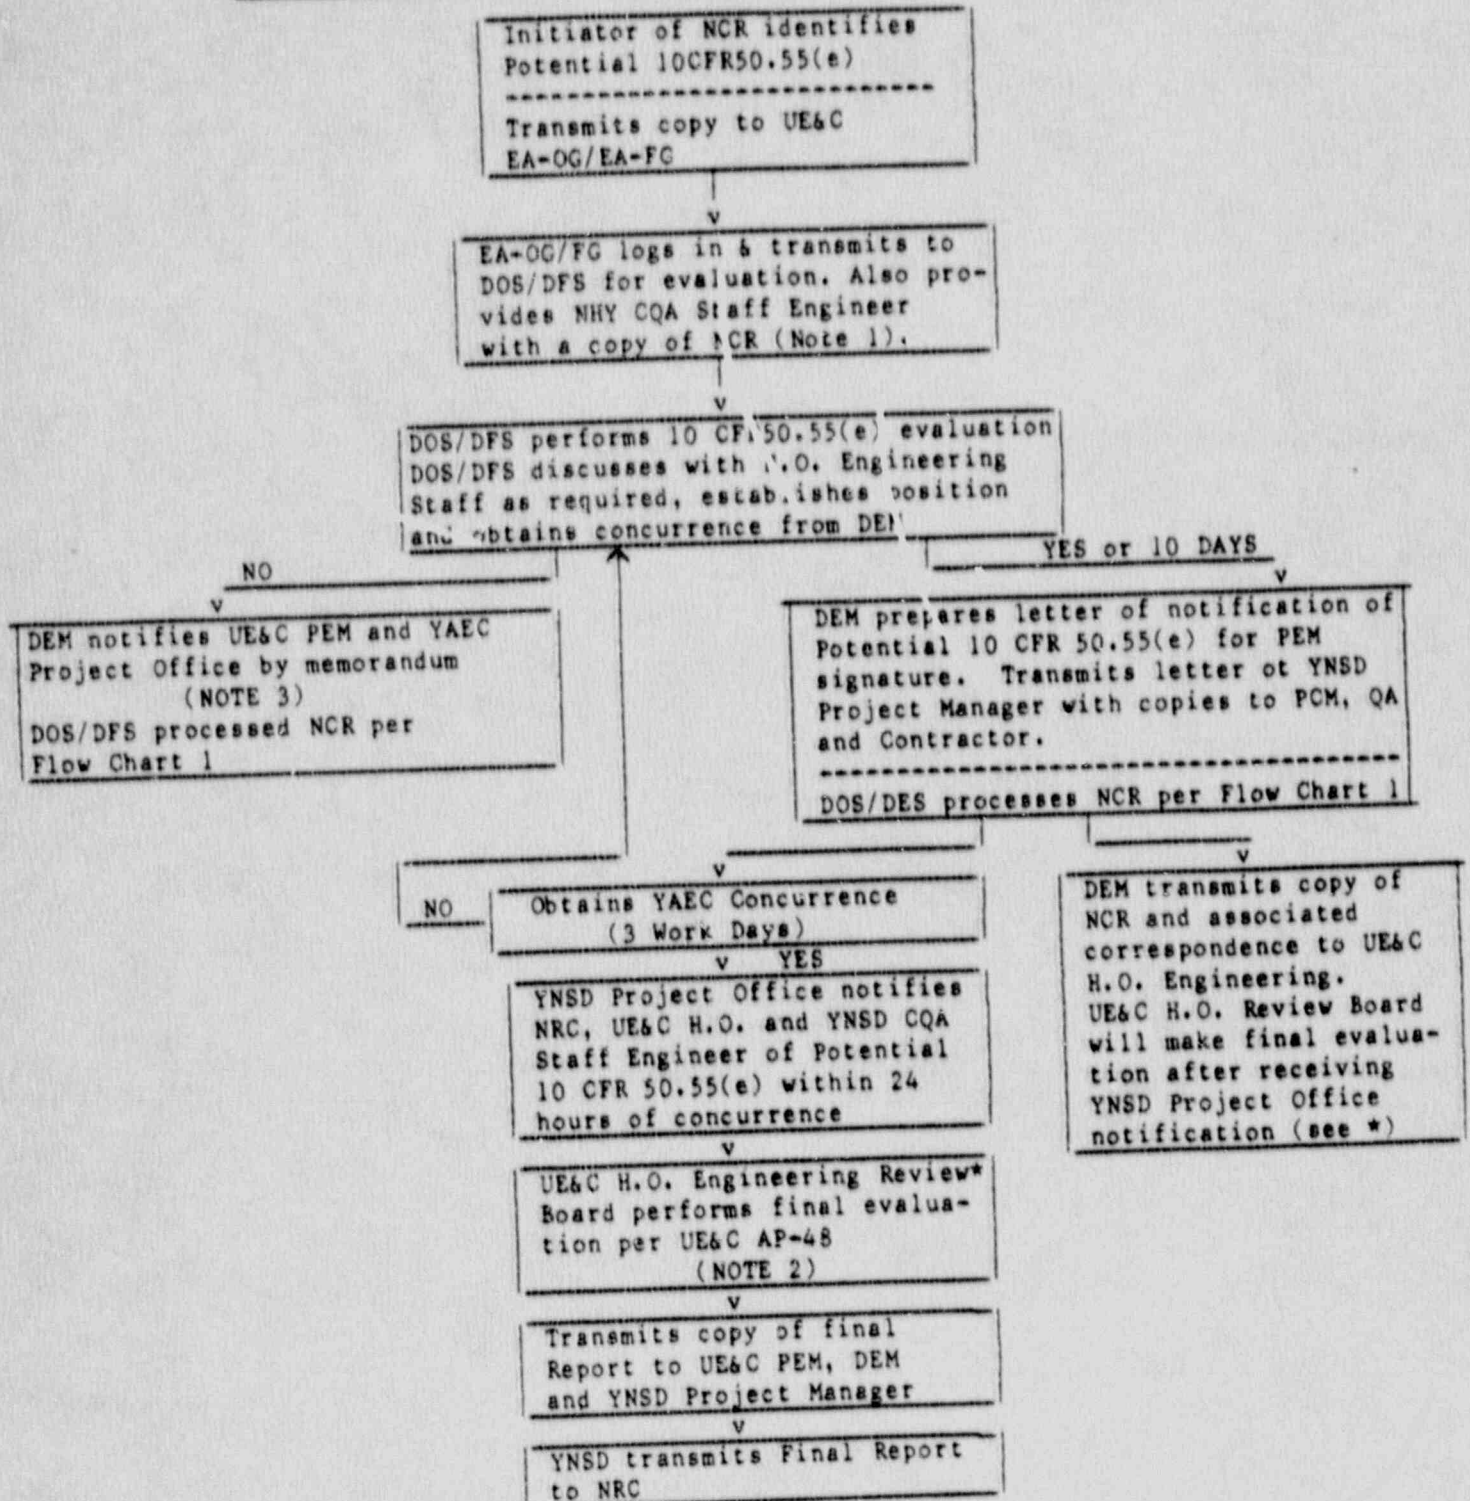 Initiator of NCR identifies
Potential 10CFR50.55(e)
Transmits copy to UE&C
EA-OG/EA-FG
EA-OG/FG logs in & transmits to
DOS/DFS for evaluation. Also pro-
vides NHY CQA Staff Engineer
with a copy of NCR (Note 1).
DOS/DFS performs 10 CFR 50.55(e) evaluation
DOS/DFS discusses with H.O. Engineering
Staff as required, establishes position
and obtains concurrence from DEM
NO
YES or 10 DAYS
DEM notifies UE&C PEM and YAEC
Project Office by memorandum
(NOTE 3)
DOS/DFS processed NCR per
Flow Chart 1
DEM prepares letter of notification of
Potential 10 CFR 50.55(e) for PEM
signature. Transmits letter ot YNSD
Project Manager with copies to PCM, QA
and Contractor.
DOS/DES processes NCR per Flow Chart 1
NO
Obtains YAEC Concurrence
(3 Work Days)
YES
YNSD Project Office notifies
NRC, UE&C H.O. and YNSD CQA
Staff Engineer of Potential
10 CFR 50.55(e) within 24
hours of concurrence
DEM transmits copy of
NCR and associated
correspondence to UE&C
H.O. Engineering.
UE&C H.O. Review Board
will make final evalua-
tion after receiving
YNSD Project Office
notification (see *)
UE&C H.O. Engineering Review*
Board performs final evalua-
tion per UE&C AP-48
(NOTE 2)
Transmits copy of final
Report to UE&C PEM, DEM
and YNSD Project Manager
YNSD transmits Final Report
to NRC